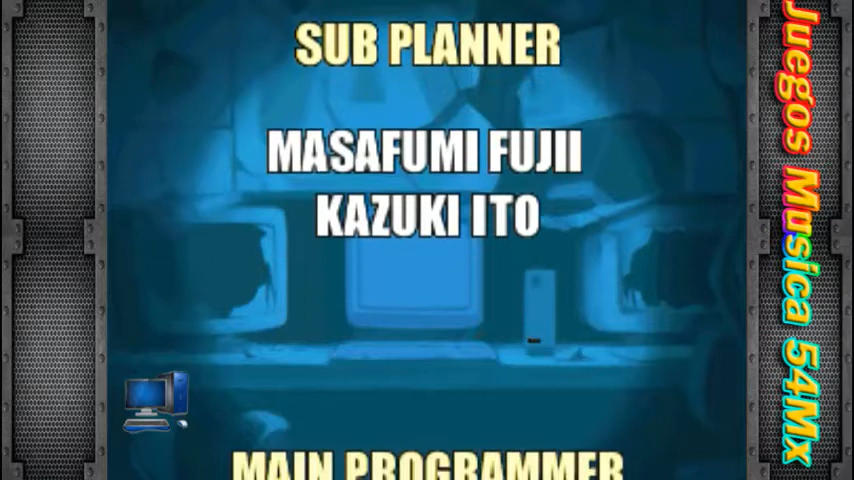 SUB PLANNER
MASAFUMI FUJII
KAZUKI ITO
MAIN PROGRAMMER
Juegos Musica 54Mx